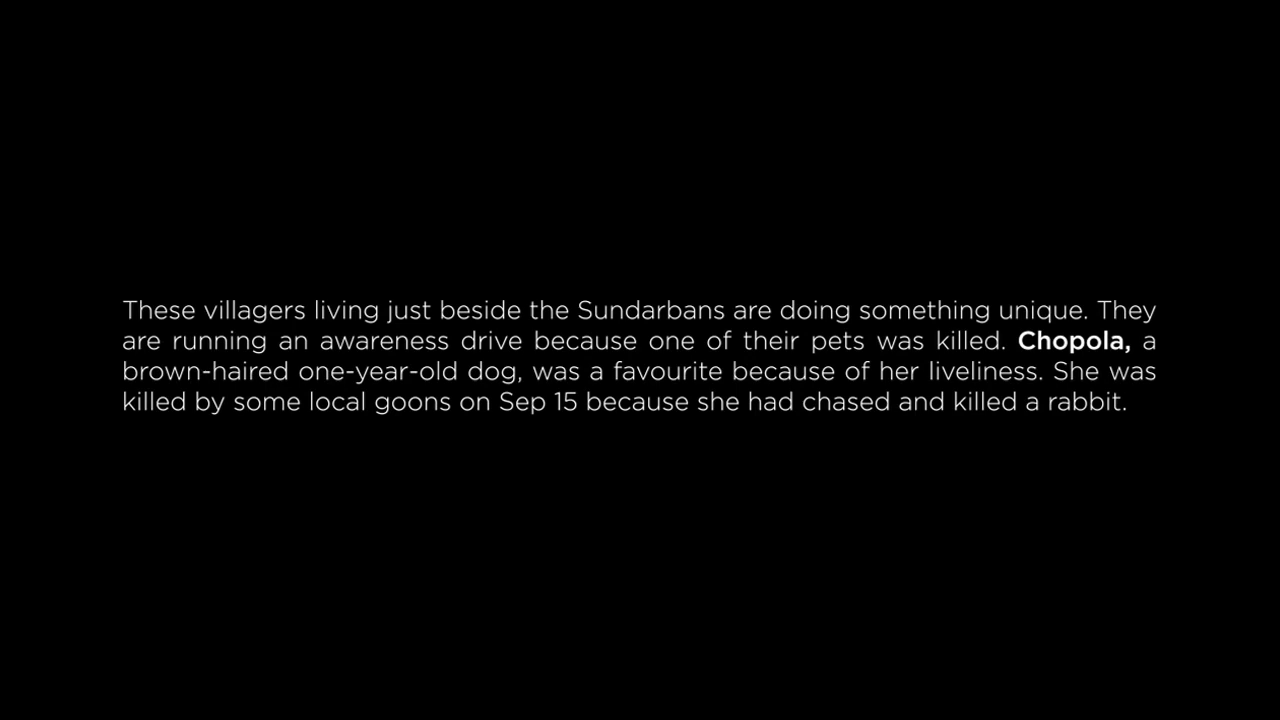 These villagers living just beside the Sundarbans are doing something unique. They
are running an awareness drive because one of their pets was killed. Chopola, a
brown-haired one-year-old dog, was a favourite because of her liveliness. She was
killed by some local goons on Sep 15 because she had chased and killed a rabbit.